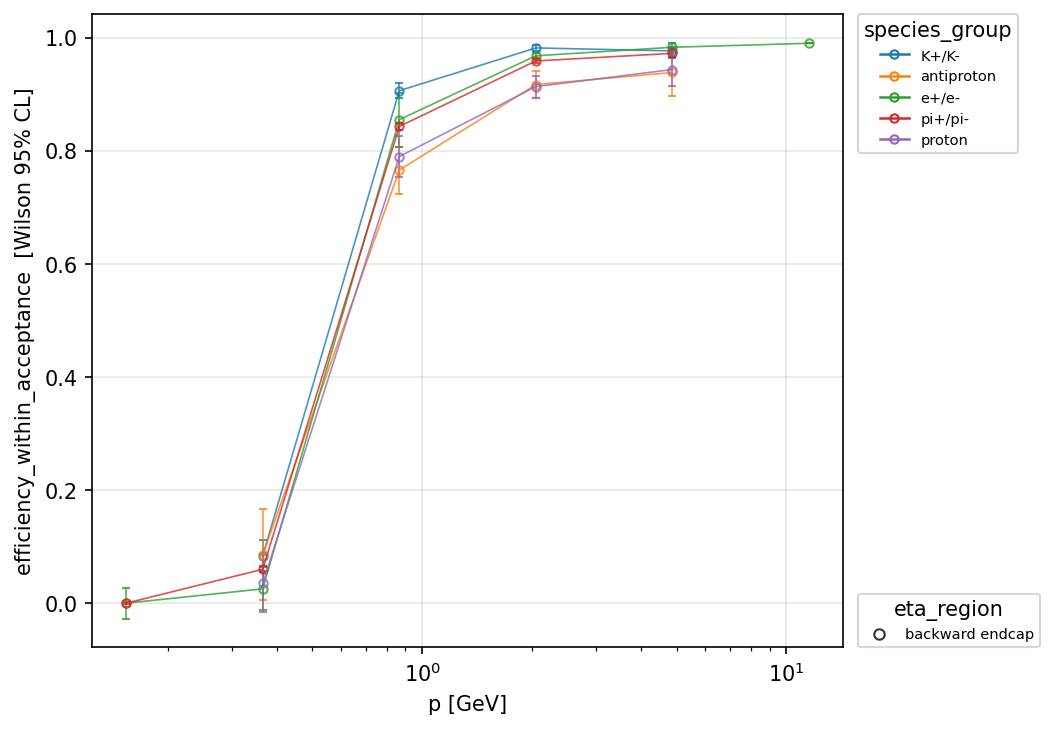 efficiency_within_acceptance  [Wilson 95% CL]
1.0
0.8
0.6
0.4
0.2
0.0
10⁰
10¹
p [GeV]
species_group
K+/K-
antiproton
e+/e-
pi+/pi-
proton
eta_region
backward endcap